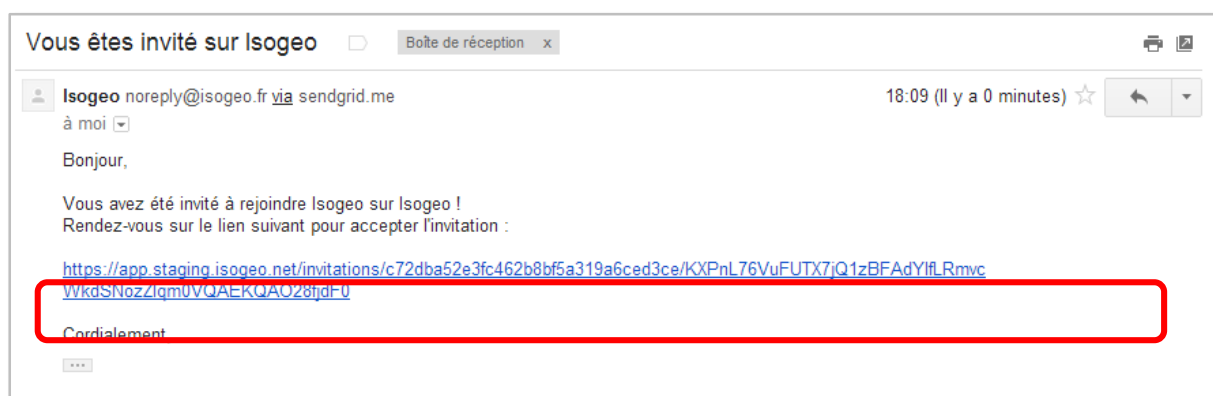 Vous êtes invité sur Isogeo Boîte de réception x
Isogeo noreply@isogeo.fr via sendgrid.me 18:09 (Il y a 0 minutes)
à moi
Bonjour,
Vous avez été invité à rejoindre Isogeo sur Isogeo !
Rendez-vous sur le lien suivant pour accepter l'invitation :
https://app.staging.isogeo.net/invitations/c72dba52e3fc462b8bf5a319a6ced3ce/KXPnL76VuFUTX7jQ1zBFAdYIfLRmvc
WkdSNozZIqm0VQAEKQAO28fjdF0
Cordialement,